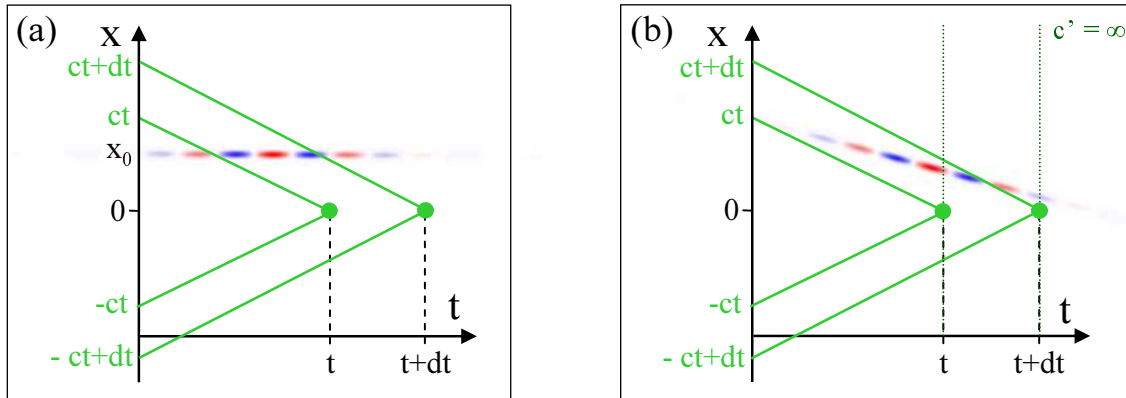 (a)
x
ct+dt
ct
x0
0
-ct
- ct+dt
t
t
t+dt
(b)
x
c’ = ∞
ct+dt
ct
0
-ct
- ct+dt
t
t
t+dt